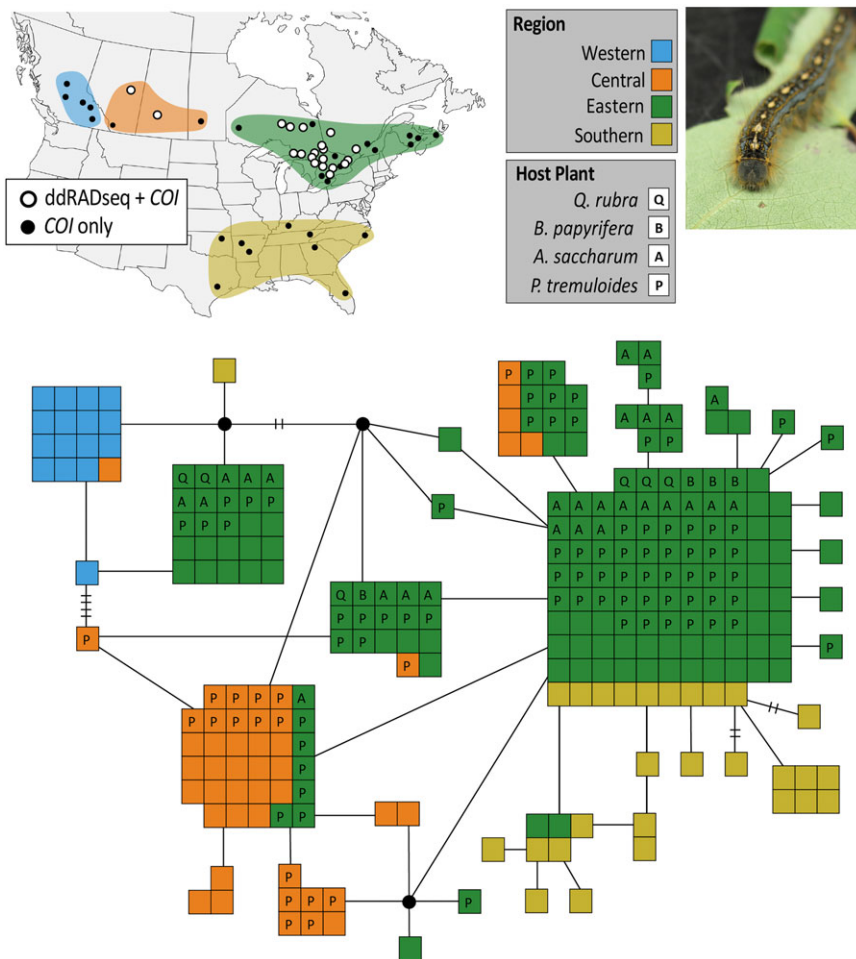 ddRADseq + COI
COI only
Region
Western
Central
Eastern
Southern
Host Plant
Q. rubra Q
B. papyrifera B
A. saccharum A
P. tremuloides P
P P P
P P P
P P P
A A
P
A A A
P P
A
P
P
Q Q A A A
A A P P P
P P P
P
Q Q Q B B B
A A A A A A A A A
A A A P P P P P P
P P P P P P P P P
P P P P P P P P P
P P P P P P P P P
P P P P P P
P
Q B A A A
P P P P P
P P
P
P
P P P P A
P P P P P P
P
P
P
P P
P
P P P
P P
P